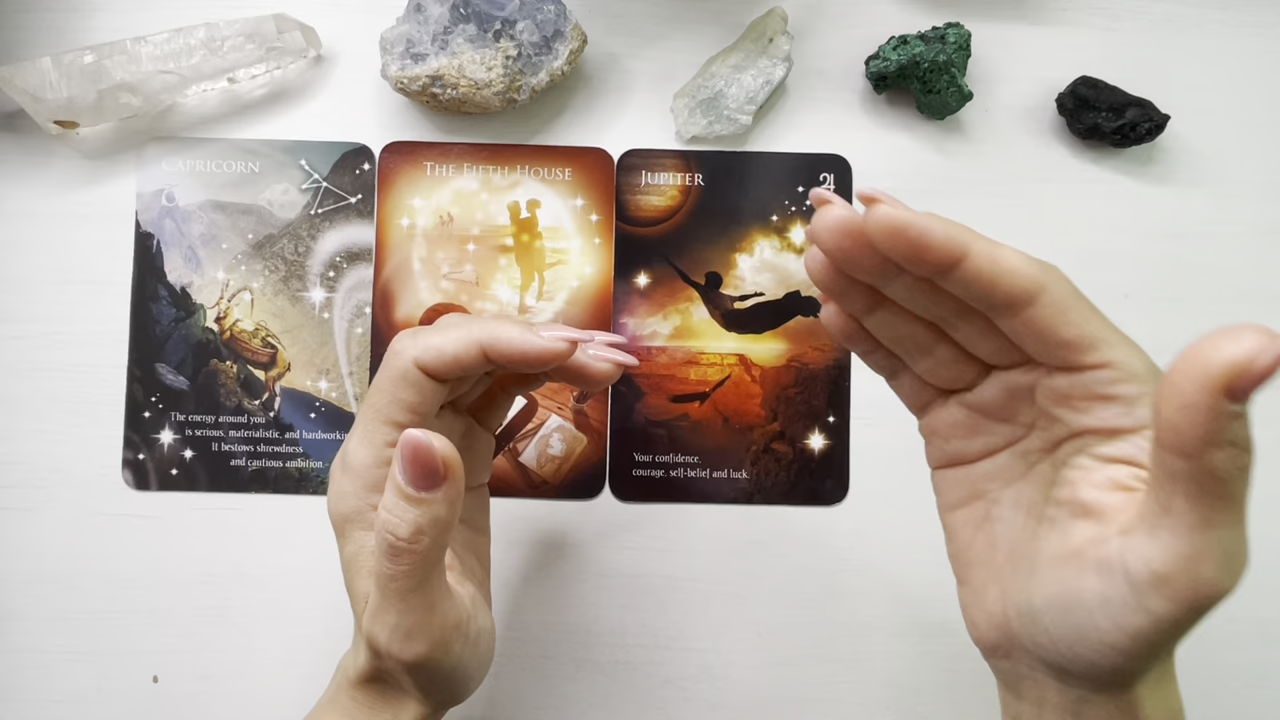 CAPRICORN
THE FIFTH HOUSE
JUPITER
The energy around you
is serious, materialistic, and hardworkin
It bestows shrewdness
and cautious ambition.
Your confidence,
courage, self-belief and luck.